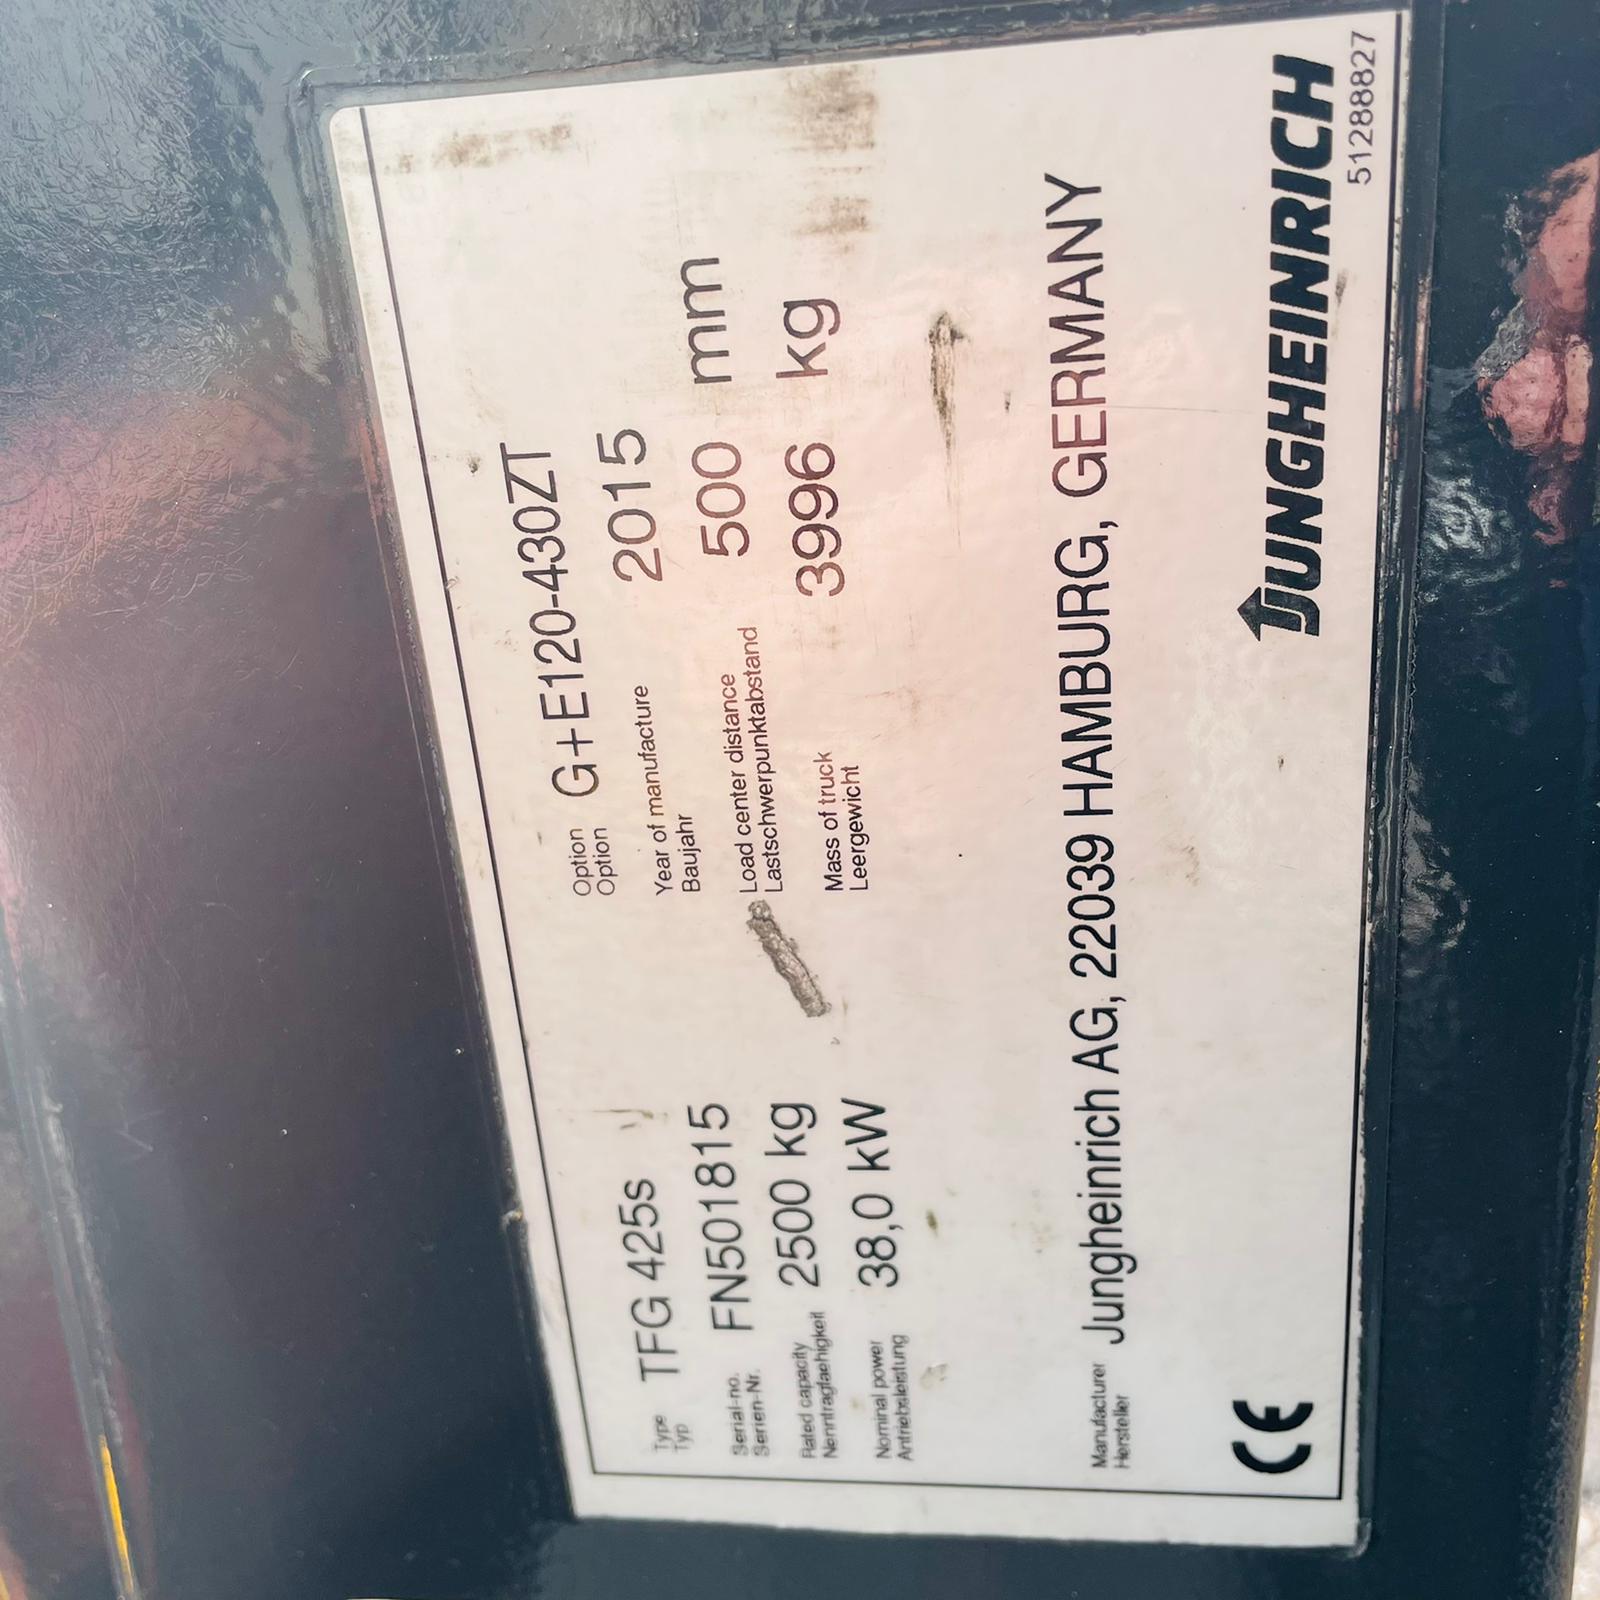 Type TFG 425s Option G+E120-430ZT
Typ Option
Serial-no. FN501815 Year of manufacture 2015
Serien-Nr. Baujahr
Rated capacity 2500 kg Load center distance 500 mm
Nenntragfaehigkeit Lastschwerpunktabstand
Nominal power 38,0 kW Mass of truck 3996 kg
Antriebsleistung Leergewicht
Manufacturer Jungheinrich AG, 22039 HAMBURG, GERMANY
Hersteller
CE JUNGHEINRICH
51288827